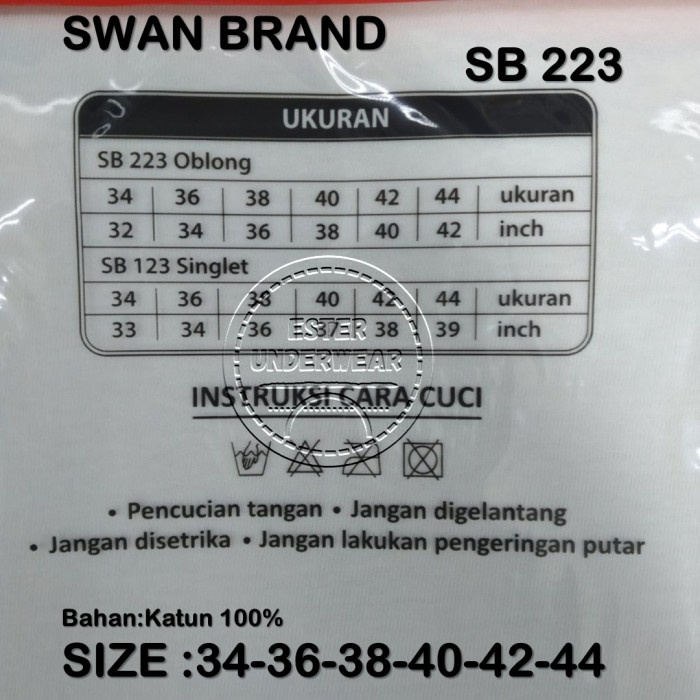 SWAN BRAND
SB 223
UKURAN
SB 223 Oblong
34 36 38 40 42 44 ukuran
32 34 36 38 40 42 inch
SB 123 Singlet
34 36 38 40 42 44 ukuran
33 34 36 37 38 39 inch
ESTER
UNDERWEAR
INSTRUKSI CARA CUCI
• Pencucian tangan • Jangan digelantang
• Jangan disetrika • Jangan lakukan pengeringan putar
Bahan:Katun 100%
SIZE :34-36-38-40-42-44